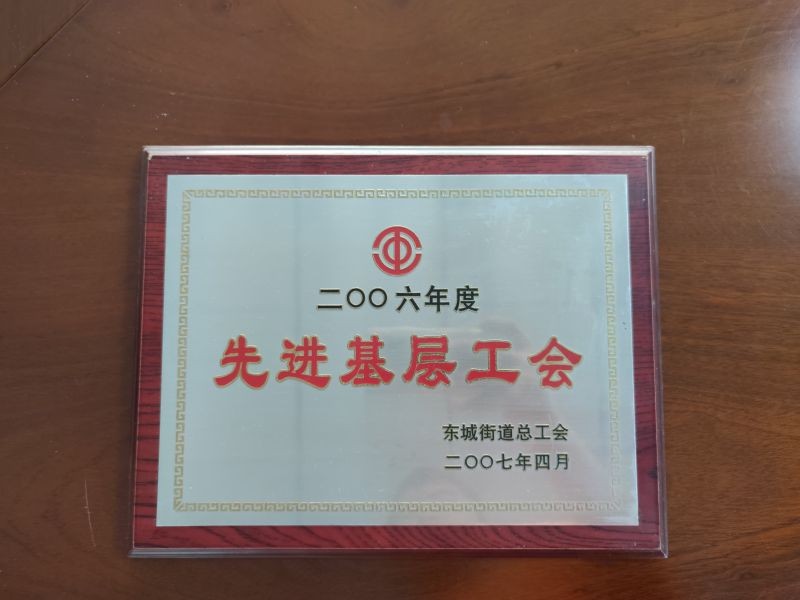 二〇〇六年度
先进基层工会
东城街道总工会
二〇〇七年四月